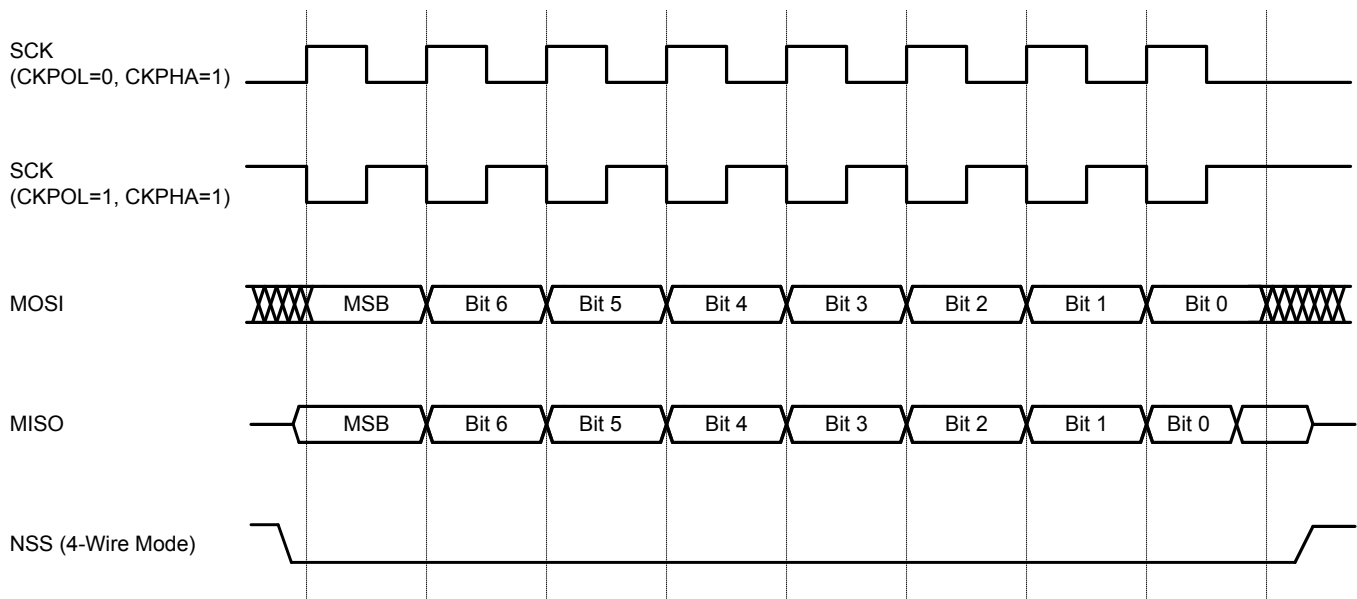 SCK
(CKPOL=0, CKPHA=1)
SCK
(CKPOL=1, CKPHA=1)
MOSI
MSB Bit 6 Bit 5 Bit 4 Bit 3 Bit 2 Bit 1 Bit 0
MISO
MSB Bit 6 Bit 5 Bit 4 Bit 3 Bit 2 Bit 1 Bit 0
NSS (4-Wire Mode)